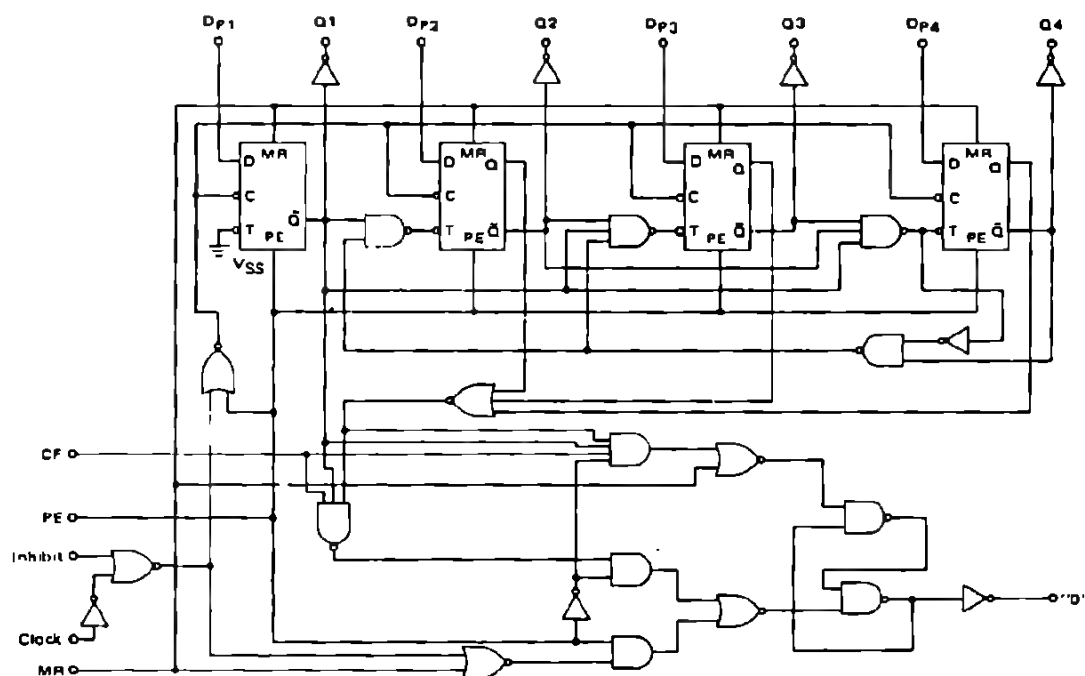 DP1 Q1 DP2 Q2 DP3 Q3 DP4 Q4
MR MR MR MR
D D Q D Q D Q
C C C C
T Q̄ T Q̄ T Q̄ T Q̄
PE PE PE PE
VSS
CF
PE
Inhibit
Clock
MR
"0"